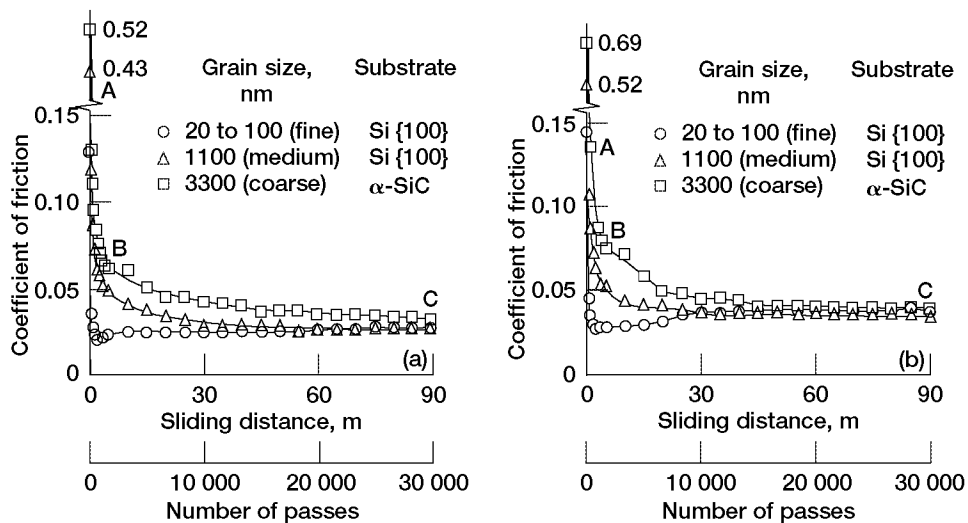 0.52
0.43
A
Grain size, nm
Substrate
0.15
20 to 100 (fine) Si {100}
1100 (medium) Si {100}
3300 (coarse) α-SiC
0.10
B
0.05
C
0
(a)
Coefficient of friction
0 30 60 90
Sliding distance, m
0 10 000 20 000 30 000
Number of passes
0.69
0.52
Grain size, nm
Substrate
0.15
A
20 to 100 (fine) Si {100}
1100 (medium) Si {100}
3300 (coarse) α-SiC
0.10
B
0.05
C
0
(b)
Coefficient of friction
0 30 60 90
Sliding distance, m
0 10 000 20 000 30 000
Number of passes